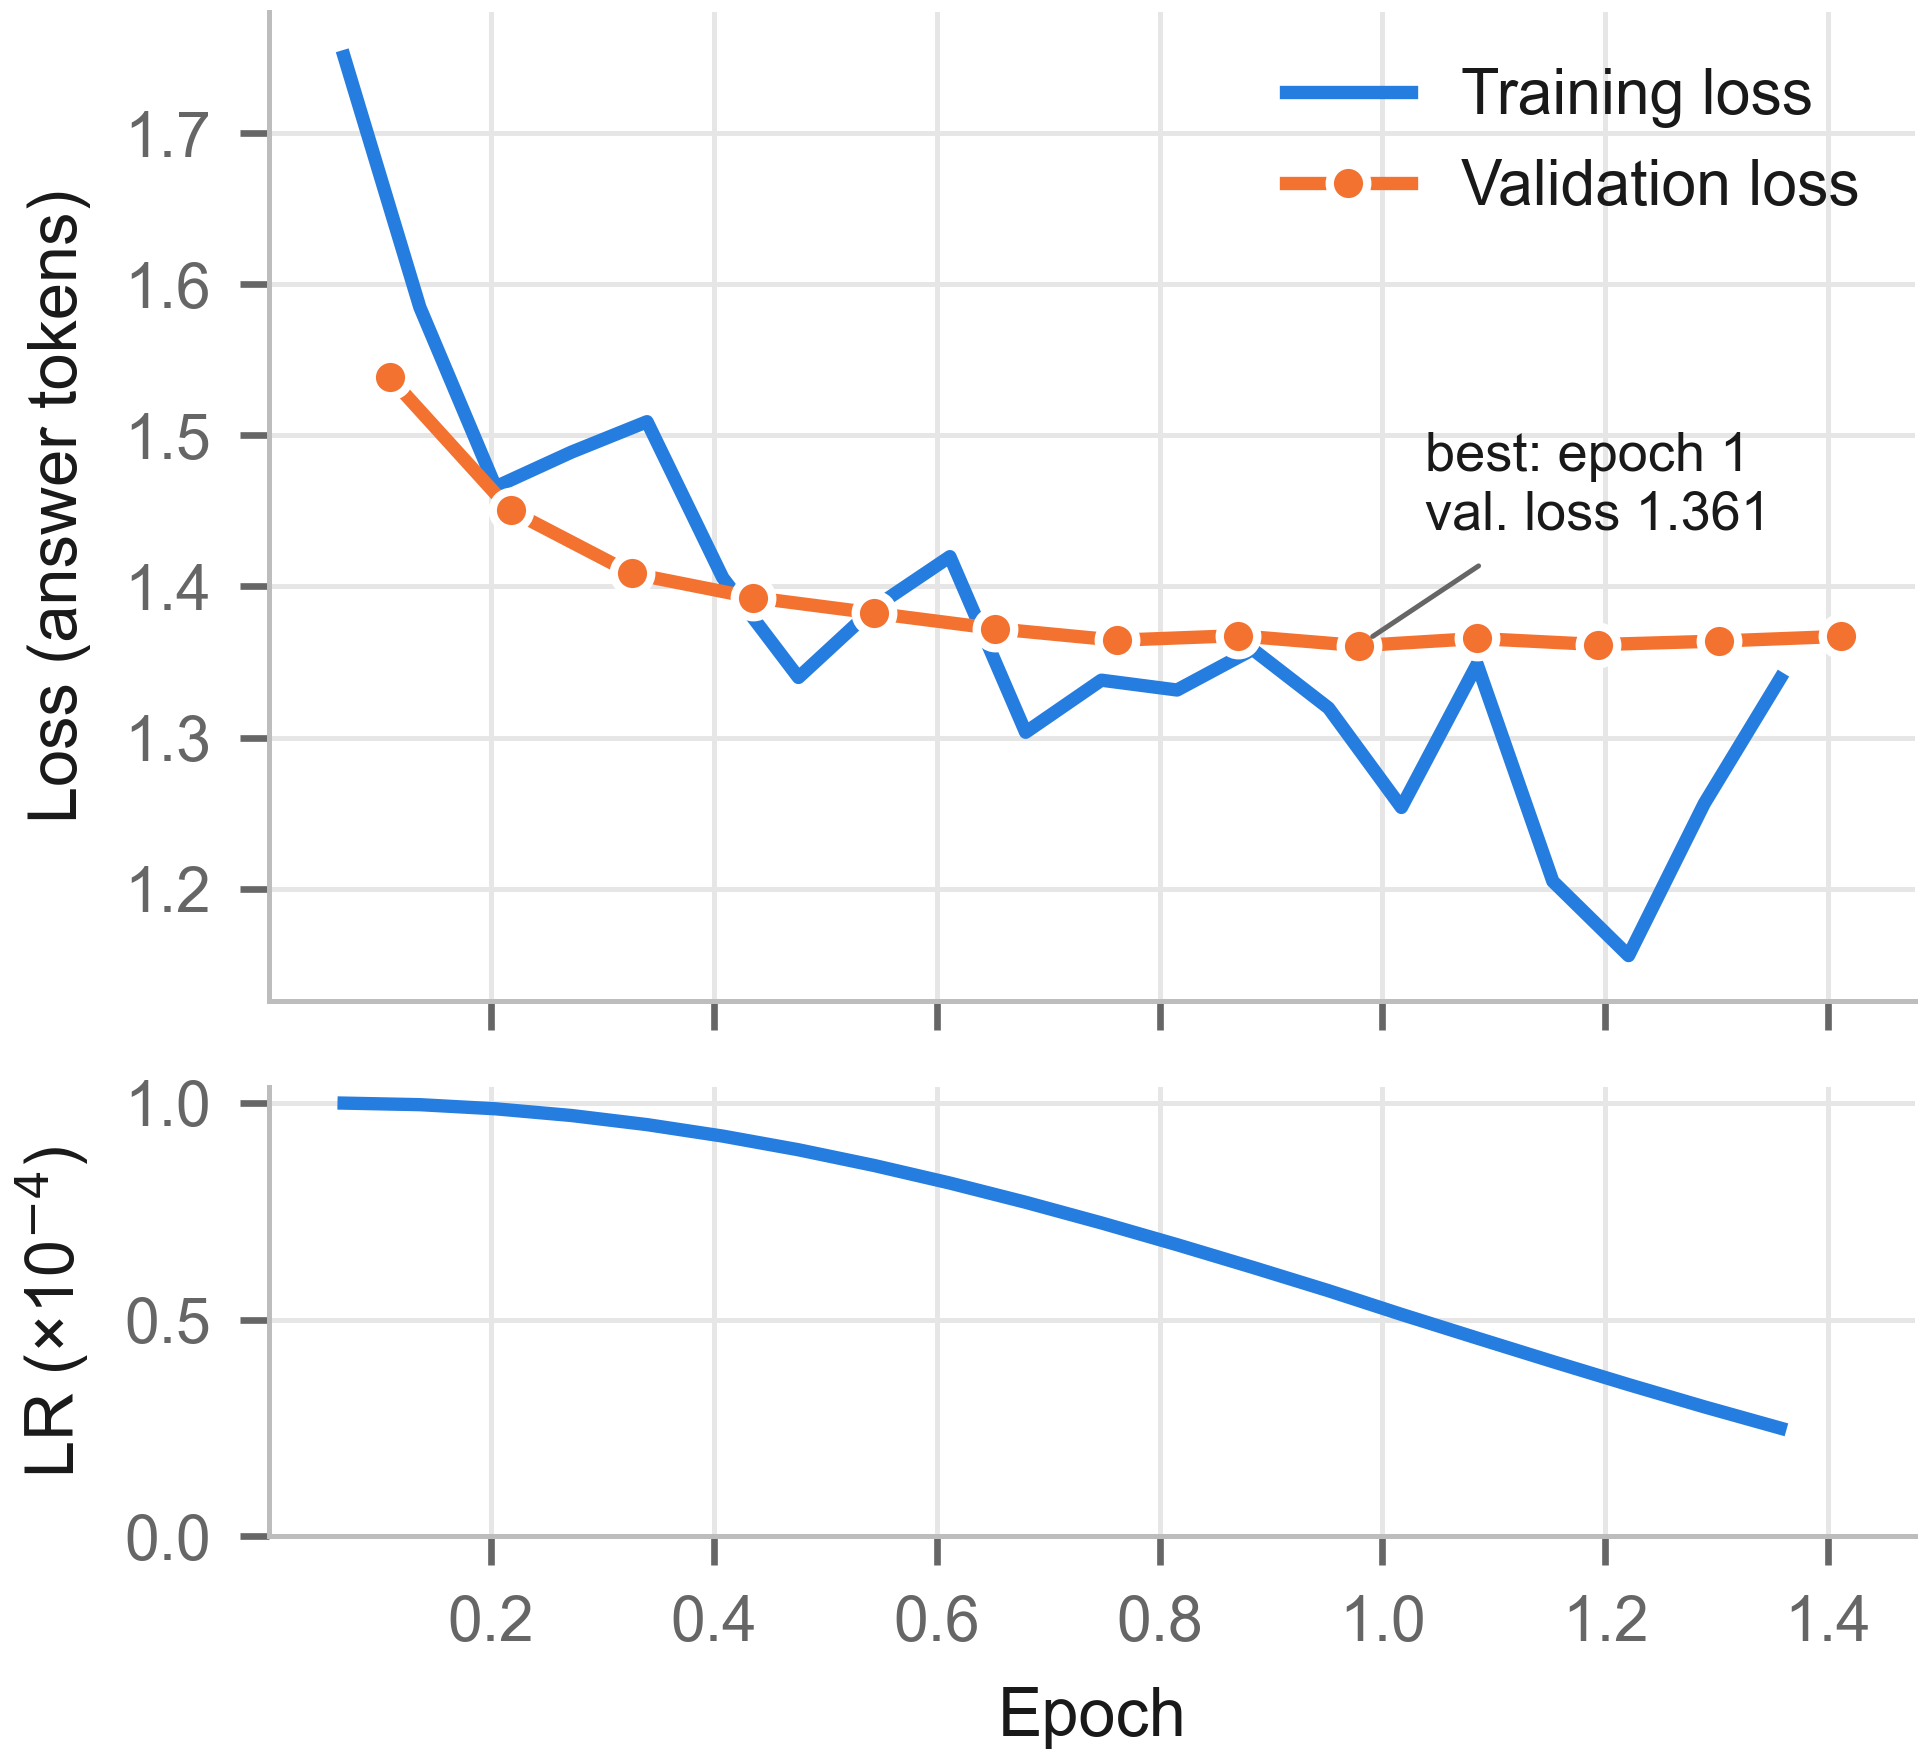 Training loss
Validation loss
Loss (answer tokens)
1.7
1.6
1.5
1.4
1.3
1.2
best: epoch 1
val. loss 1.361
LR (×10⁻⁴)
1.0
0.5
0.0
0.2 0.4 0.6 0.8 1.0 1.2 1.4
Epoch